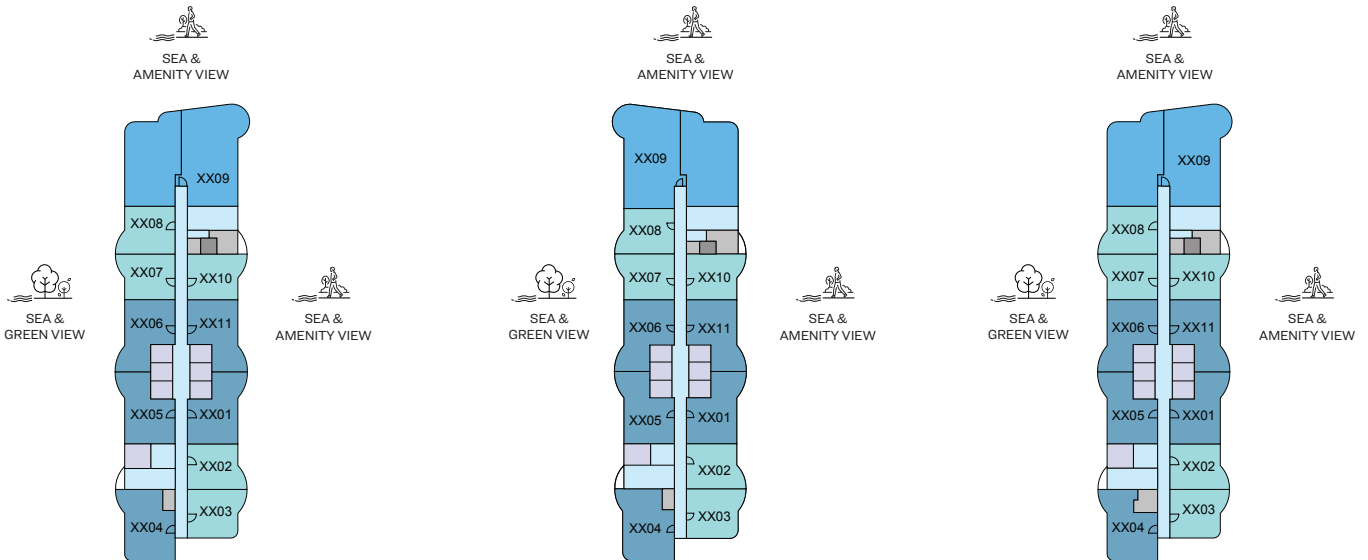 SEA &
AMENITY VIEW
XX09
XX08
XX07
XX10
XX06
XX11
XX05
XX01
XX02
XX03
XX04
SEA &
GREEN VIEW
SEA &
AMENITY VIEW
SEA &
AMENITY VIEW
XX09
XX08
XX07
XX10
XX06
XX11
XX05
XX01
XX02
XX03
XX04
SEA &
GREEN VIEW
SEA &
AMENITY VIEW
SEA &
AMENITY VIEW
XX09
XX08
XX07
XX10
XX06
XX11
XX05
XX01
XX02
XX03
XX04
SEA &
GREEN VIEW
SEA &
AMENITY VIEW